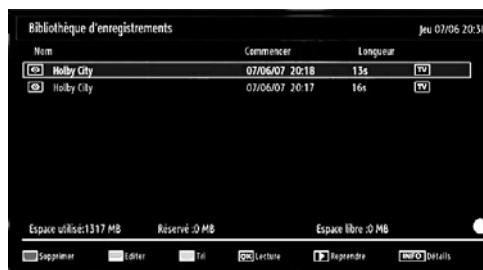 Bibliothèque d'enregistrements Jeu 07/06 20:38
Nom Commencer Longueur
Holby City 07/06/07 20:18 13s TV
Holby City 07/06/07 20:17 16s TV
Espace utilisé:1317 MB Réservé :0 MB Espace libre :0 MB
Supprimer Editer Tri OK Lecture Reprendre INFO Détails